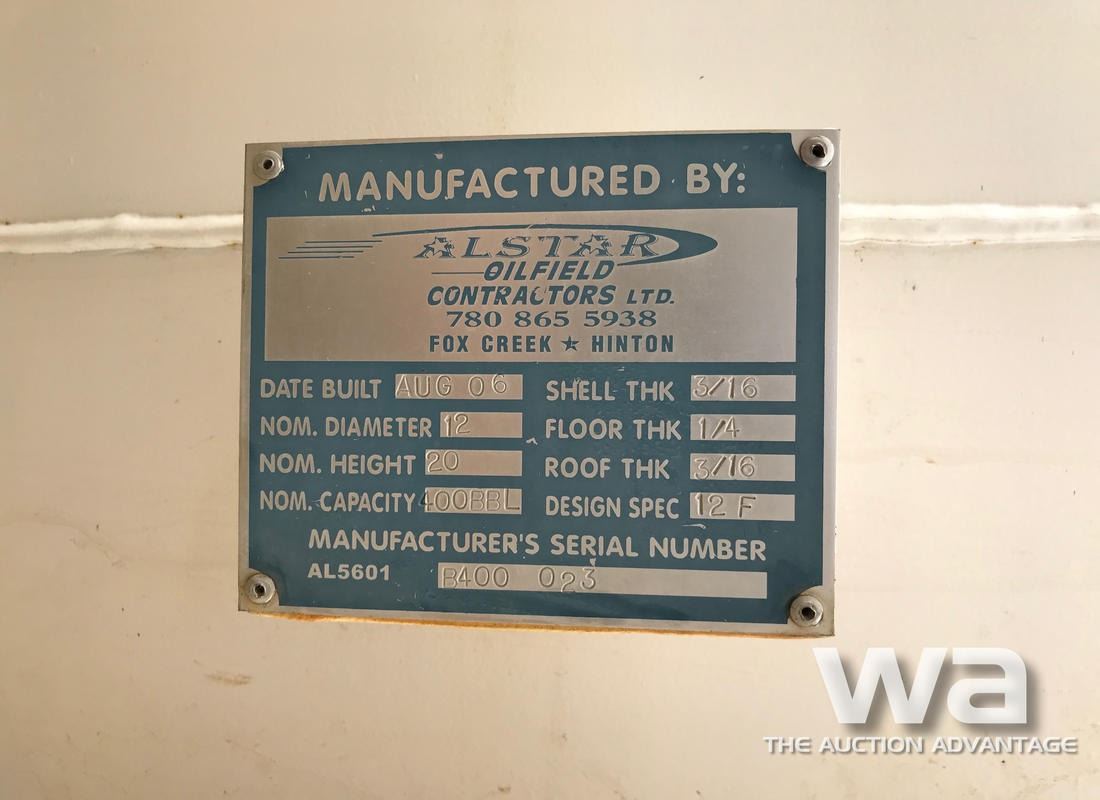 MANUFACTURED BY:
ALSTAR
OILFIELD
CONTRACTORS LTD.
780 865 5938
FOX CREEK ★ HINTON
DATE BUILT AUG 06 SHELL THK 3/16
NOM. DIAMETER 12 FLOOR THK 1/4
NOM. HEIGHT 20 ROOF THK 3/16
NOM. CAPACITY 400BBL DESIGN SPEC 12 F
MANUFACTURER'S SERIAL NUMBER
AL5601 B400 023
wa
THE AUCTION ADVANTAGE